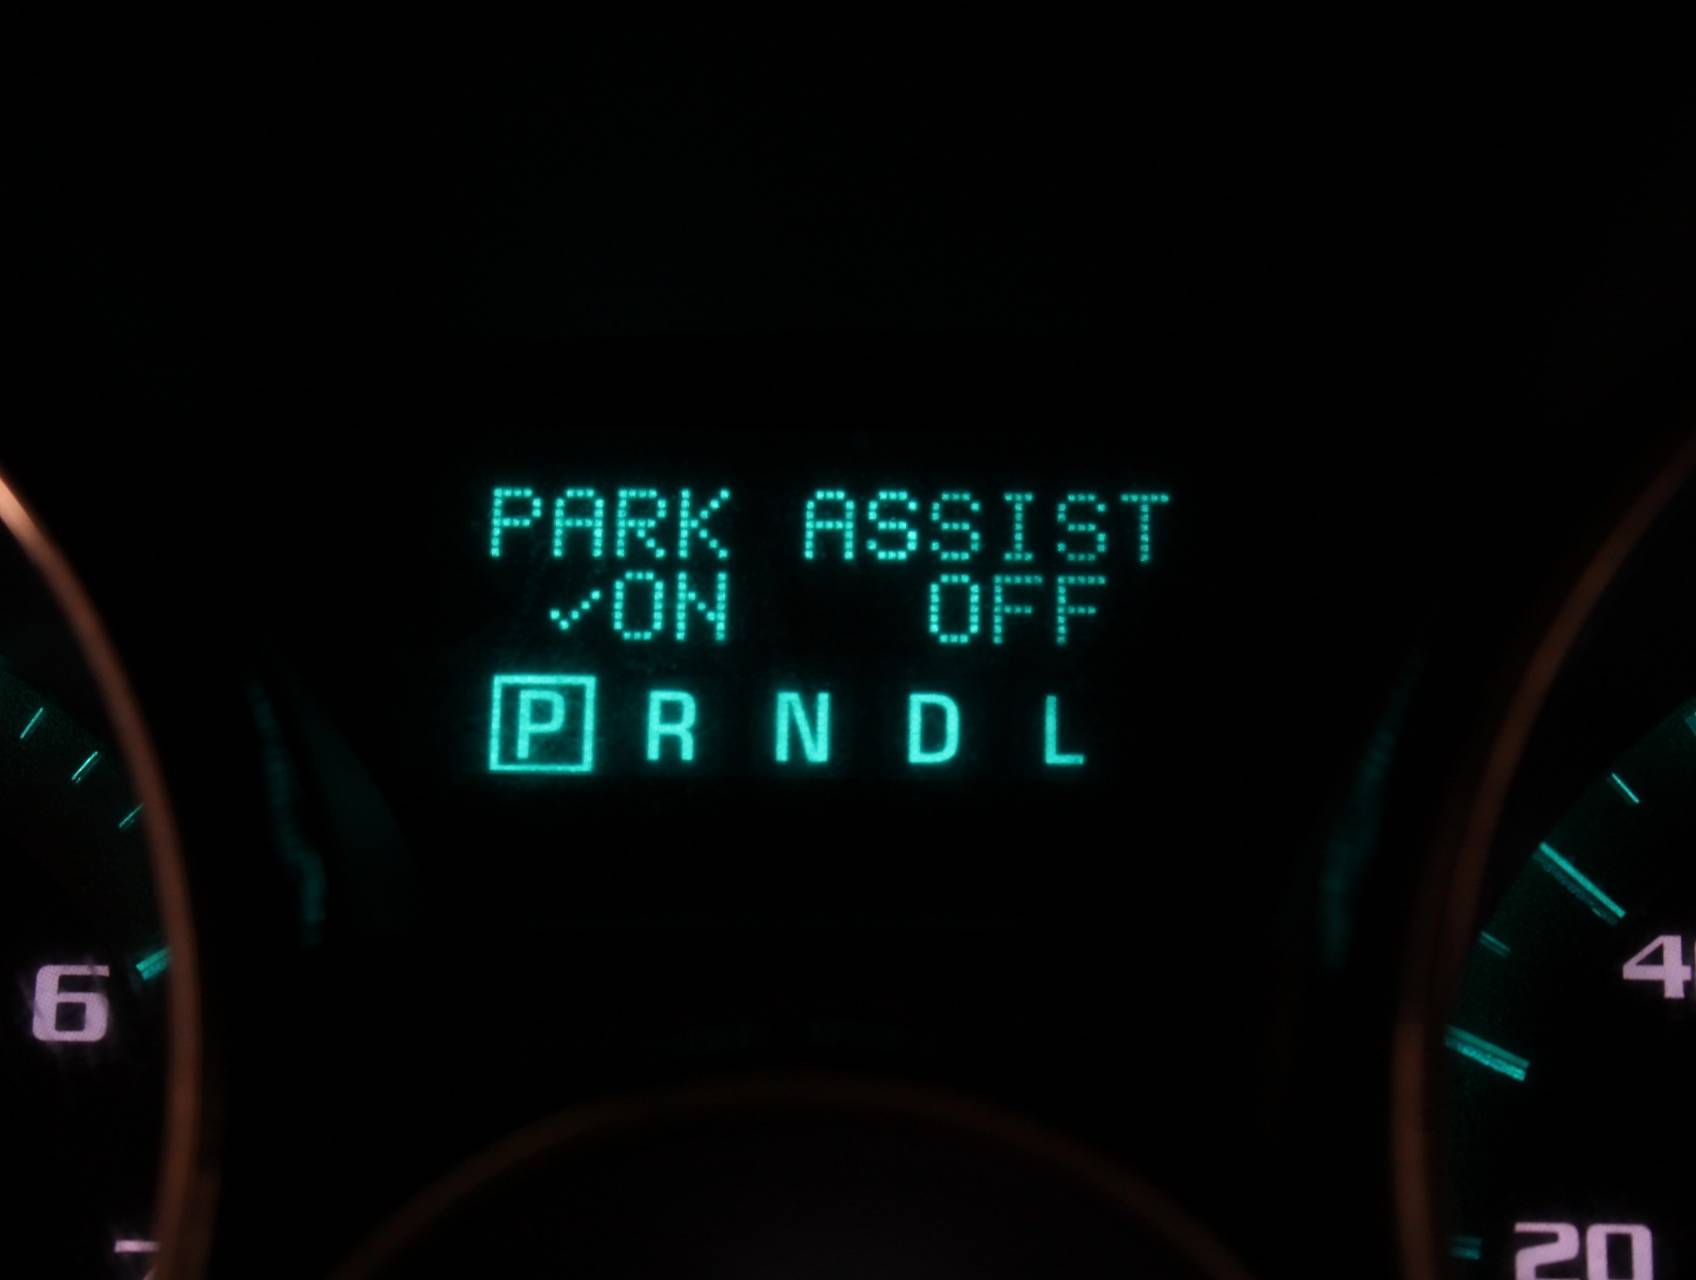 PARK ASSIST
✓ON OFF
P R N D L
6
20